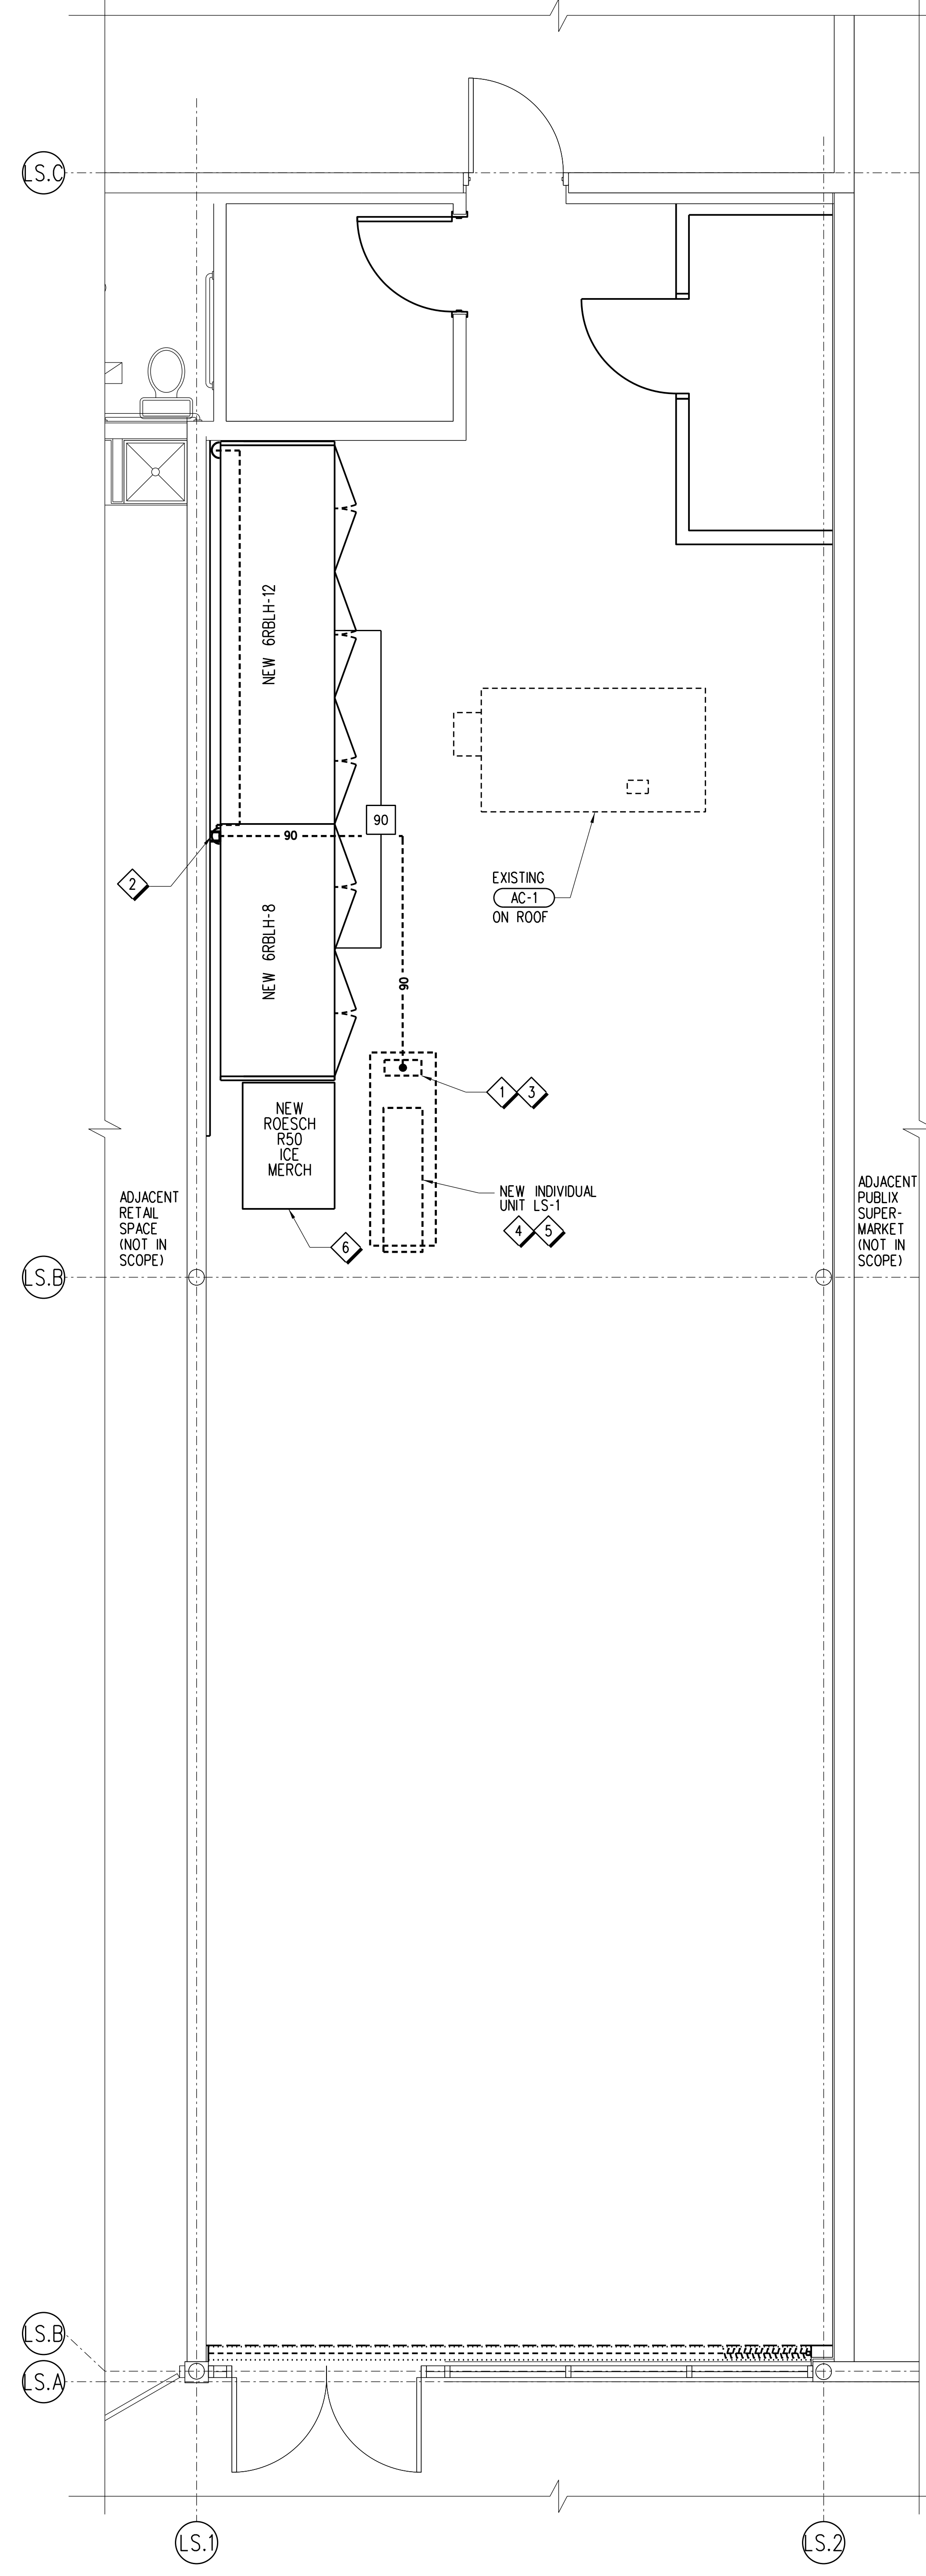 LS.C
NEW 6RBLH-12
90
90
2
EXISTING
AC-1
ON ROOF
NEW 6RBLH-8
90
1
3
NEW
ROESCH
R50
ICE
MERCH
NEW INDIVIDUAL
UNIT LS-1
4
5
6
ADJACENT
RETAIL
SPACE
(NOT IN
SCOPE)
ADJACENT
PUBLIX
SUPER-
MARKET
(NOT IN
SCOPE)
LS.B
LS.B
LS.A
LS.1
LS.2